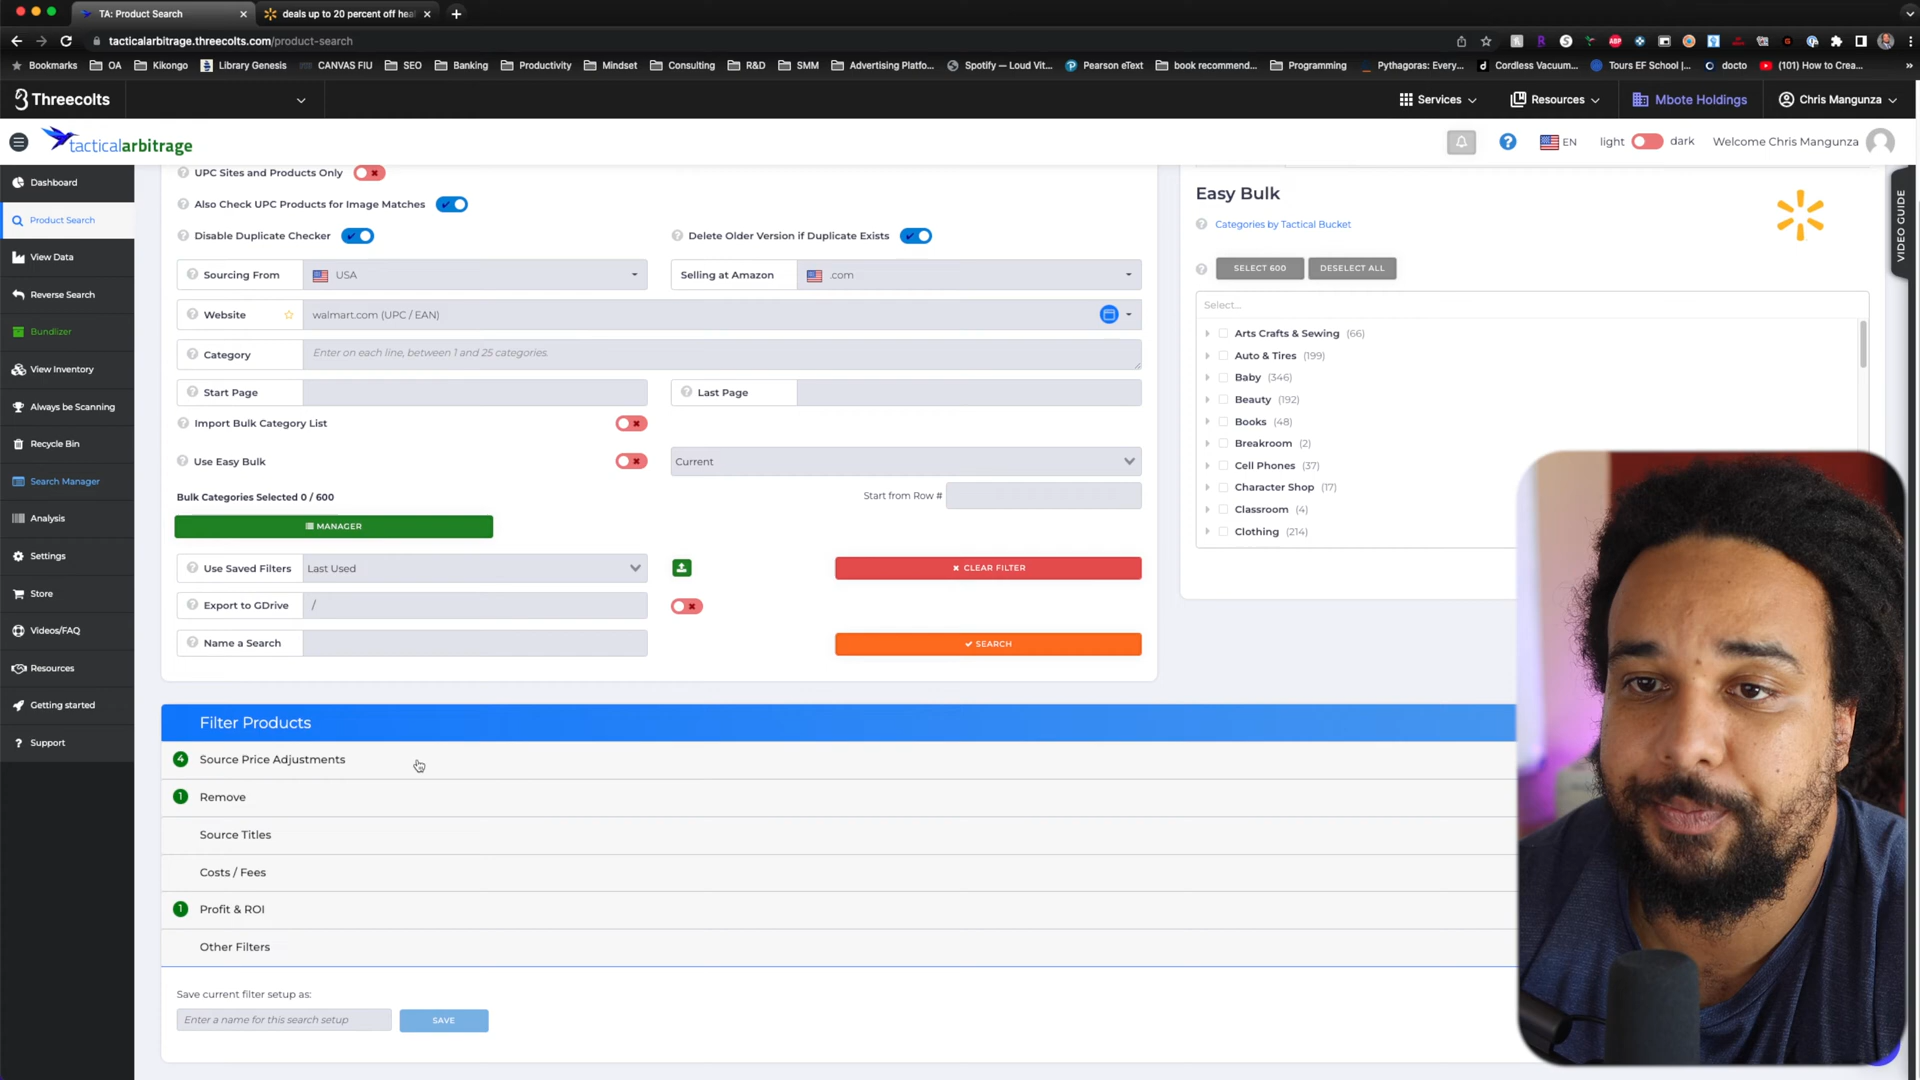 TA: Product Search
deals up to 20 percent off hea
tacticalarbitrage.threecolts.com/product-search
Bookmarks
OA
Kikongo
Library Genesis
CANVAS FIU
SEO
Banking
Productivity
Mindset
Consulting
R&D
SMM
Advertising Platfo...
Spotify — Loud Vit...
Pearson eText
book recommend...
Programming
Pythagoras: Every...
Cordless Vacuum...
Tours EF School |...
docto
(101) How to Crea...
Threecolts
Services
Resources
Mbote Holdings
Chris Mangunza
tacticalarbitrage
EN
light
dark
Welcome Chris Mangunza
Dashboard
Product Search
View Data
Reverse Search
Bundlizer
View Inventory
Always be Scanning
Recycle Bin
Search Manager
Analysis
Settings
Store
Videos/FAQ
Resources
Getting started
Support
UPC Sites and Products Only
Also Check UPC Products for Image Matches
Disable Duplicate Checker
Delete Older Version if Duplicate Exists
Sourcing From
USA
Selling at Amazon
.com
Website
walmart.com (UPC / EAN)
Category
Enter on each line, between 1 and 25 categories.
Start Page
Last Page
Import Bulk Category List
Use Easy Bulk
Current
Bulk Categories Selected 0 / 600
Start from Row #
MANAGER
Use Saved Filters
Last Used
CLEAR FILTER
Export to GDrive
/
Name a Search
SEARCH
Easy Bulk
Categories by Tactical Bucket
SELECT 600
DESELECT ALL
Select...
Arts Crafts & Sewing (66)
Auto & Tires (199)
Baby (346)
Beauty (192)
Books (48)
Breakroom (2)
Cell Phones (37)
Character Shop (17)
Classroom (4)
Clothing (214)
VIDEO GUIDE
Filter Products
4 Source Price Adjustments
1 Remove
Source Titles
Costs / Fees
1 Profit & ROI
Other Filters
Save current filter setup as:
Enter a name for this search setup
SAVE